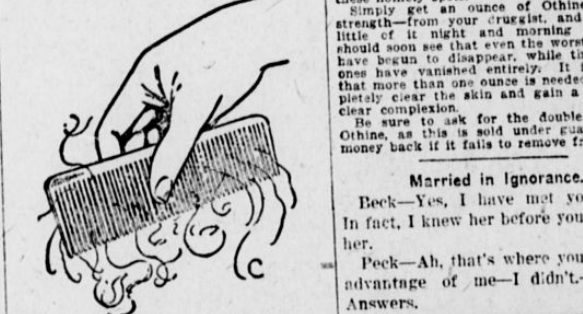 Simply get an ounce of Othine
strength—from your druggist, and
little of it night and morning
should soon see that even the worst
have begun to disappear, while th
ones have vanished entirely. It i
that more than one ounce is needed
pletely clear the skin and gain a
clear complexion.
Be sure to ask for the double
Othine, as this is sold under gua
money back if it fails to remove fr
Married in Ignorance.
Beck—Yes, I have met yo
In fact, I knew her before you
her.
Peck—Ah, that's where you
advantage of me—I didn't.—
Answers.
C